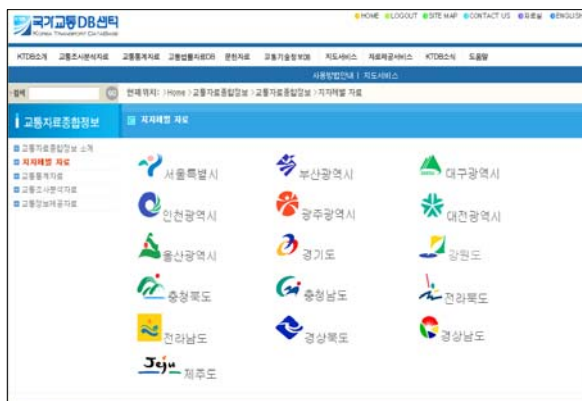 국가교통DB센터
KOREA TRANSPORT DATABASE
HOME LOGOUT SITE MAP CONTACT US 자료실 ENGLISH
KTDB소개 교통조사분석자료 교통통계자료 교통법률자료DB 문헌자료 교통기술정보DB 지도서비스 자료제공서비스 KTDB소식 도움말
사용방법안내 | 지도서비스
검색 GO 현재위치: > Home > 교통자료종합정보 > 교통자료종합정보 > 지자체별 자료
교통자료종합정보 지자체별 자료
교통자료종합정보 소개
지자체별 자료
교통통계자료
교통조사분석자료
교통정보제공자료
서울특별시 부산광역시 대구광역시
인천광역시 광주광역시 대전광역시
울산광역시 경기도 강원도
충청북도 충청남도 전라북도
전라남도 경상북도 경상남도
Jeju 제주도